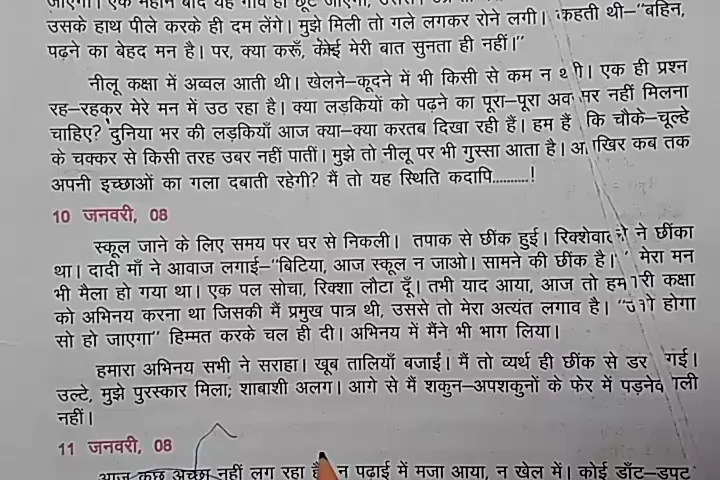 उसके हाथ पीले करके ही दम लेंगे। मुझे मिली तो गले लगकर रोने लगी। कहती थी–"बहिन,
पढ़ने का बेहद मन है। पर, क्या करूँ, कोई मेरी बात सुनता ही नहीं।"
नीलू कक्षा में अव्वल आती थी। खेलने–कूदने में भी किसी से कम न थी। एक ही प्रश्न
रह–रहकर मेरे मन में उठ रहा है। क्या लड़कियों को पढ़ने का पूरा–पूरा अवसर नहीं मिलना
चाहिए? दुनिया भर की लड़कियाँ आज क्या–क्या करतब दिखा रही हैं। हम हैं कि चौके–चूल्हे
के चक्कर से किसी तरह उबर नहीं पातीं। मुझे तो नीलू पर भी गुस्सा आता है। आखिर कब तक
अपनी इच्छाओं का गला दबाती रहेगी? मैं तो यह स्थिति कदापि..........!
10 जनवरी, 08
स्कूल जाने के लिए समय पर घर से निकली। तपाक से छींक हुई। रिक्शेवाले ने छींका
था। दादी माँ ने आवाज लगाई–"बिटिया, आज स्कूल न जाओ। सामने की छींक है।" मेरा मन
भी मैला हो गया था। एक पल सोचा, रिक्शा लौटा दूँ। तभी याद आया, आज तो हमारी कक्षा
को अभिनय करना था जिसकी मैं प्रमुख पात्र थी, उससे तो मेरा अत्यंत लगाव है। "जो होगा
सो हो जाएगा" हिम्मत करके चल ही दी। अभिनय में मैंने भी भाग लिया।
हमारा अभिनय सभी ने सराहा। खूब तालियाँ बजाईं। मैं तो व्यर्थ ही छींक से डर गई।
उल्टे, मुझे पुरस्कार मिला; शाबाशी अलग। आगे से मैं शकुन–अपशकुनों के फेर में पड़नेवाली
नहीं।
11 जनवरी, 08
आज कुछ अच्छा नहीं लग रहा है न पढ़ाई में मजा आया, न खेल में। कोई डाँट–डपट